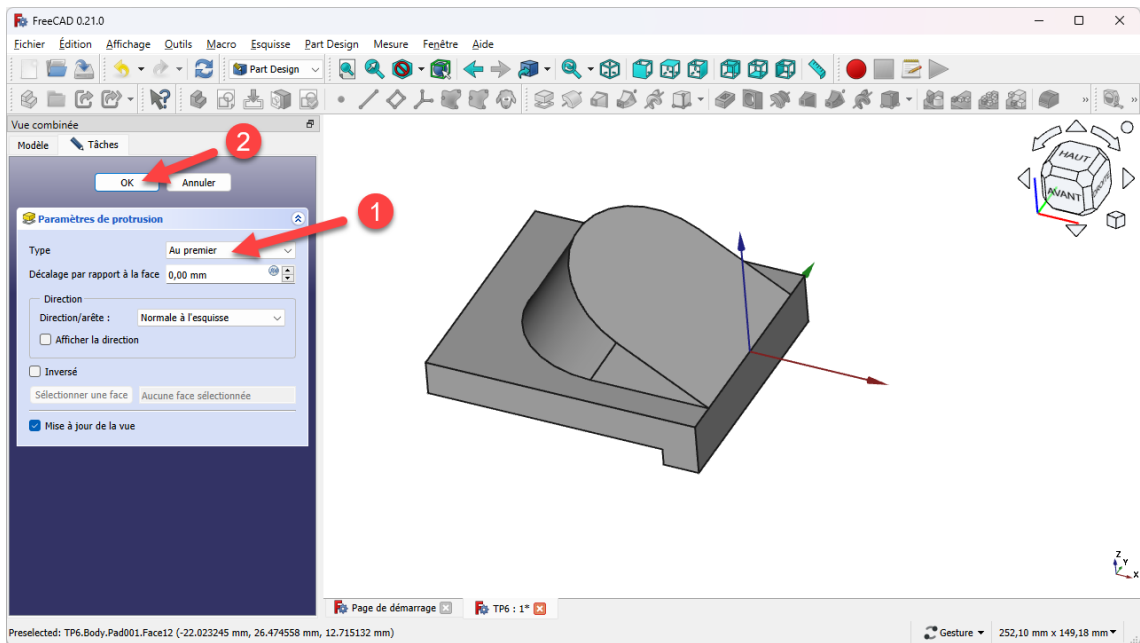 FreeCAD 0.21.0
Fichier Édition Affichage Outils Macro Esquisse Part Design Mesure Fenêtre Aide
Part Design
Vue combinée
Modèle Tâches
2
OK Annuler
1
Paramètres de protrusion
Type Au premier
Décalage par rapport à la face 0,00 mm
Direction
Direction/arête : Normale à l'esquisse
Afficher la direction
Inversé
Sélectionner une face Aucune face sélectionnée
Mise à jour de la vue
HAUT
AVANT
DROITE
Z
Y
X
Page de démarrage TP6 : 1*
Preselected: TP6.Body.Pad001.Face12 (-22.023245 mm, 26.474558 mm, 12.715132 mm) Gesture 252,10 mm x 149,18 mm